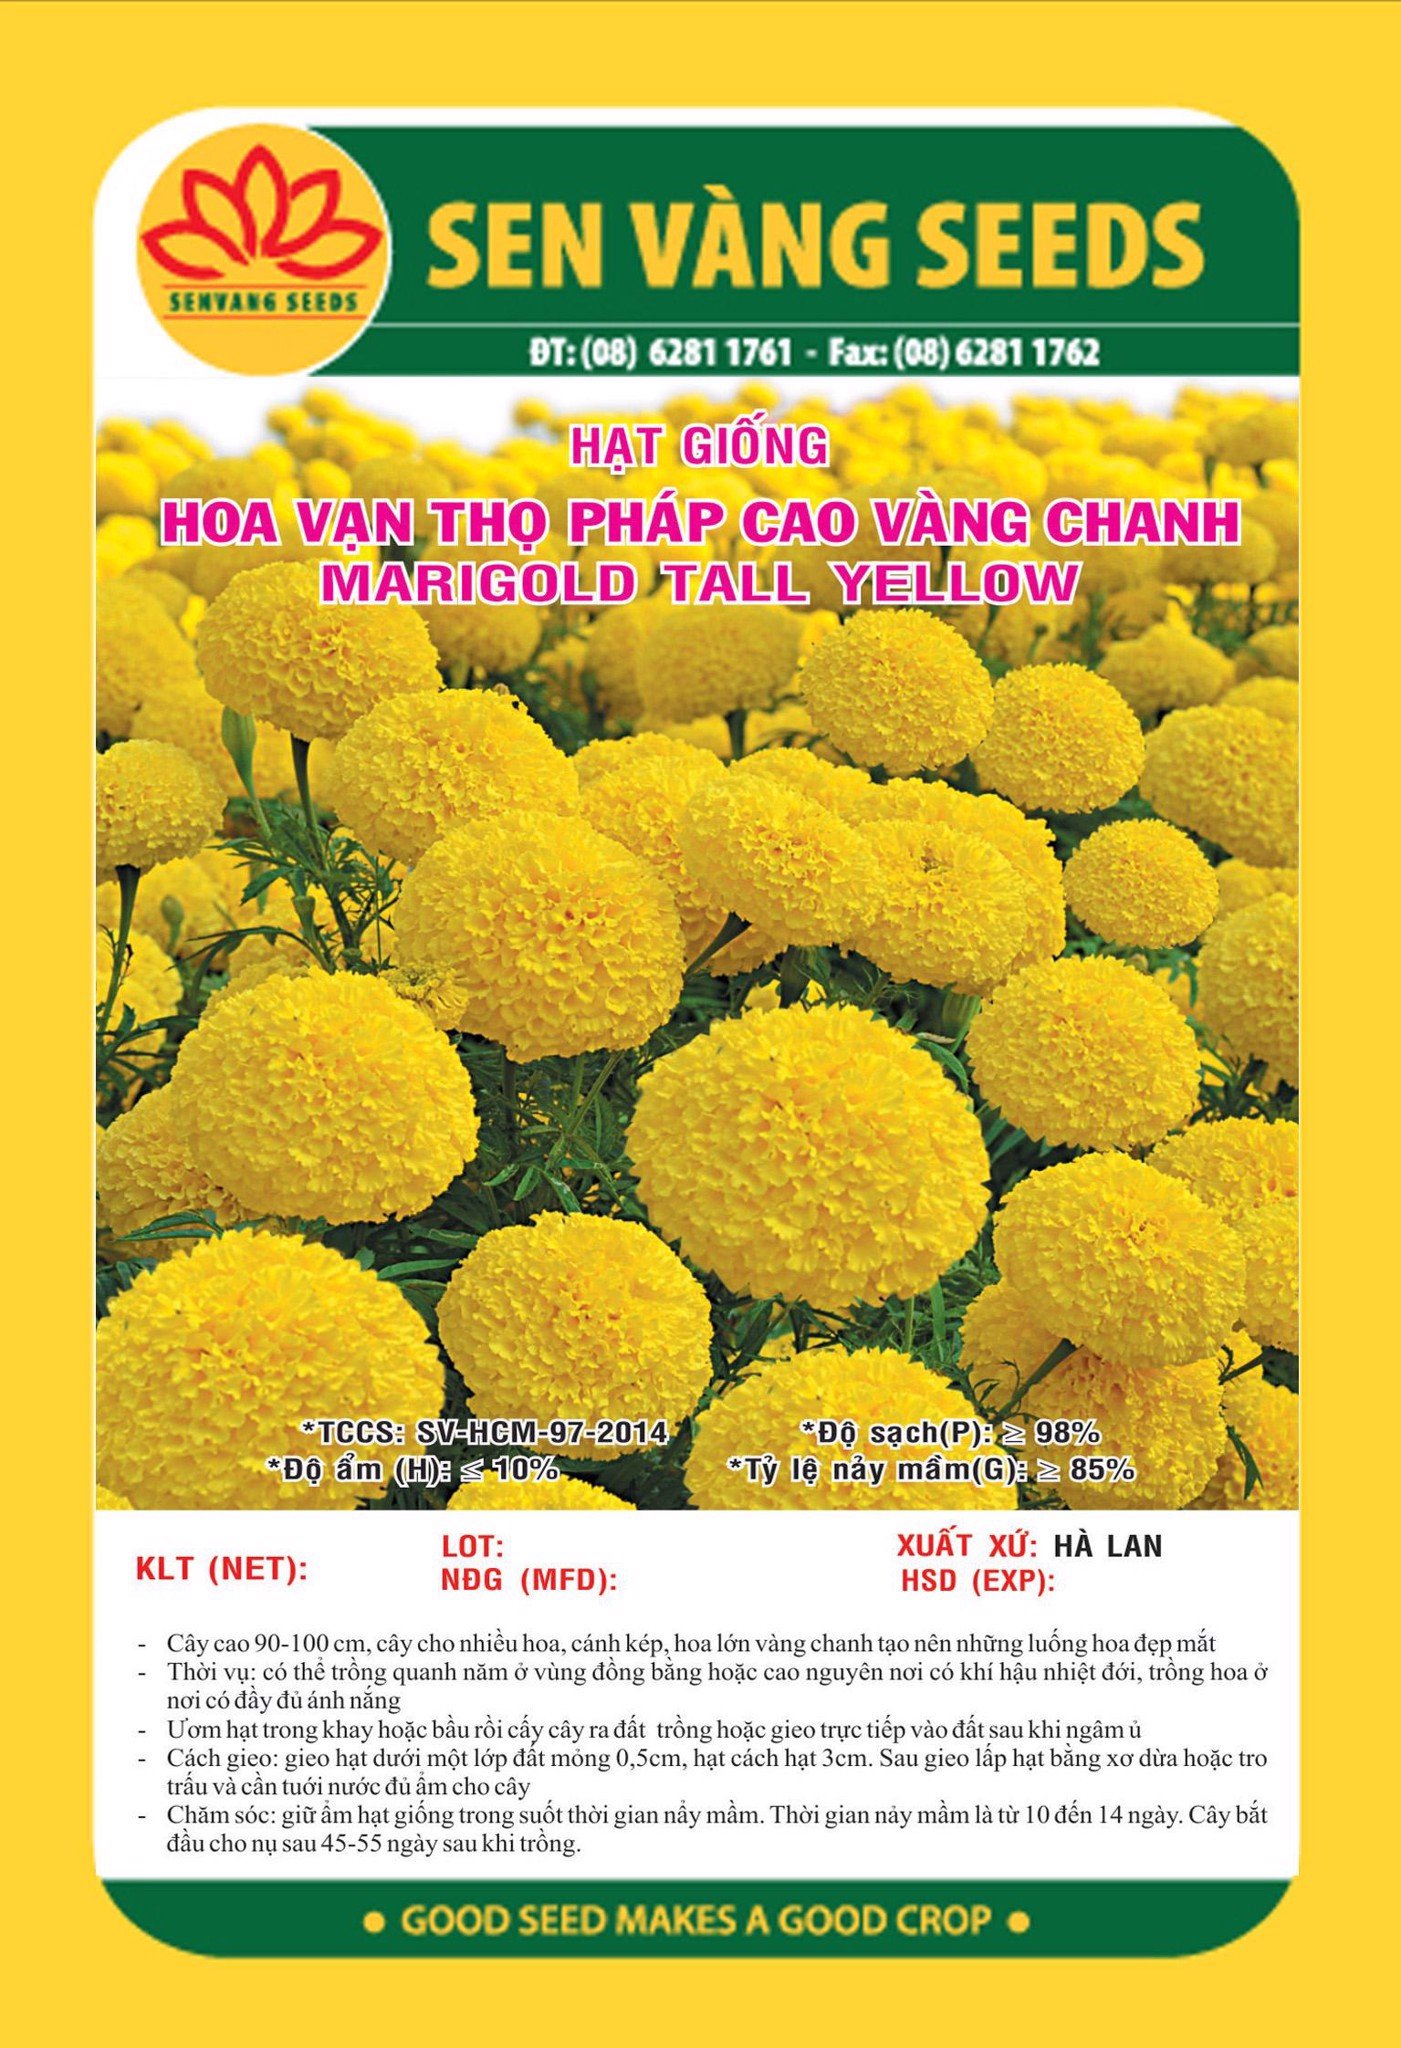 SENVANG SEEDS
SEN VÀNG SEEDS
ĐT: (08) 6281 1761 - Fax: (08) 6281 1762
HẠT GIỐNG
HOA VẠN THỌ PHÁP CAO VÀNG CHANH
MARIGOLD TALL YELLOW
*TCCS: SV-HCM-97-2014 *Độ sạch(P): ≥ 98%
*Độ ẩm (H): ≤ 10% *Tỷ lệ nảy mầm(G): ≥ 85%
KLT (NET):
LOT:
NĐG (MFD):
XUẤT XỨ: HÀ LAN
HSD (EXP):
- Cây cao 90-100 cm, cây cho nhiều hoa, cánh kép, hoa lớn vàng chanh tạo nên những luống hoa đẹp mắt
- Thời vụ: có thể trồng quanh năm ở vùng đồng bằng hoặc cao nguyên nơi có khí hậu nhiệt đới, trồng hoa ở
nơi có đầy đủ ánh nắng
- Ươm hạt trong khay hoặc bầu rồi cấy cây ra đất trồng hoặc gieo trực tiếp vào đất sau khi ngâm ủ
- Cách gieo: gieo hạt dưới một lớp đất mỏng 0,5cm, hạt cách hạt 3cm. Sau gieo lấp hạt bằng xơ dừa hoặc tro
trấu và cần tưới nước đủ ẩm cho cây
- Chăm sóc: giữ ẩm hạt giống trong suốt thời gian nẩy mầm. Thời gian nảy mầm là từ 10 đến 14 ngày. Cây bắt
đầu cho nụ sau 45-55 ngày sau khi trồng.
• GOOD SEED MAKES A GOOD CROP •